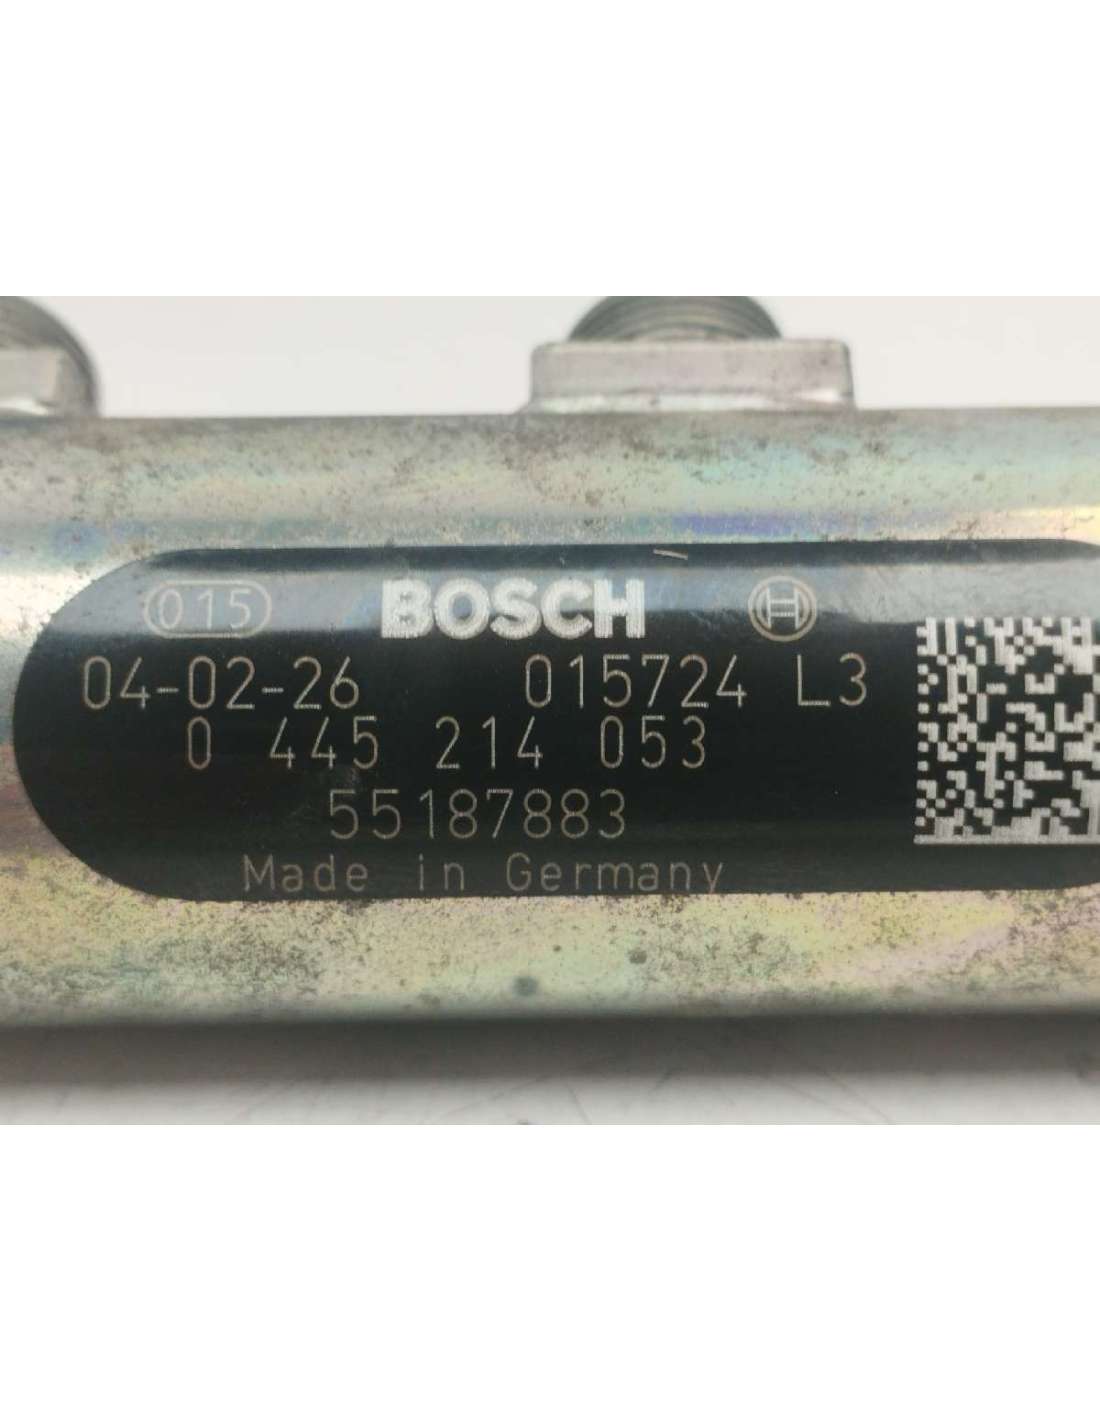 015 BOSCH
04-02-26 015724 L3
0 445 214 053
55187883
Made in Germany